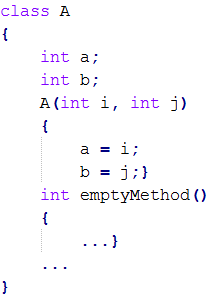 class A
{
    int a;
    int b;
    A(int i, int j)
    {
        a = i;
        b = j;}
    int emptyMethod()
    {
        ...}
    ...
}